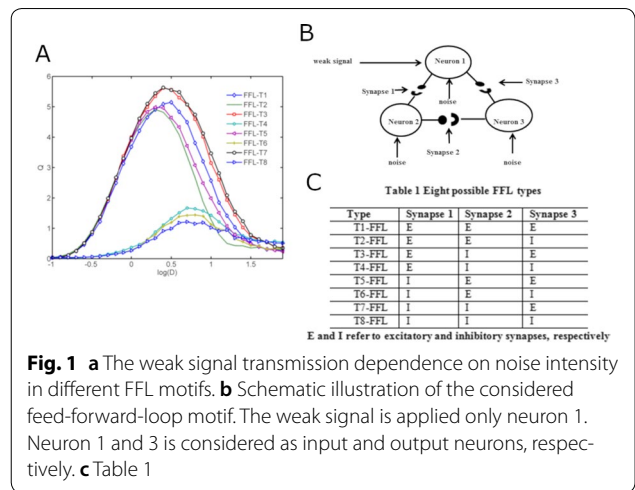 A
6
5
4
3
2
1
0
Q
-1
-0.5
0
0.5
1
1.5
log(D)
FFL-T1
FFL-T2
FFL-T3
FFL-T4
FFL-T5
FFL-T6
FFL-T7
FFL-T8
B
weak signal
Neuron 1
Synapse 1
Synapse 3
noise
Neuron 2
Neuron 3
Synapse 2
noise
noise
C
Table 1 Eight possible FFL types
Type Synapse 1 Synapse 2 Synapse 3
T1-FFL E E E
T2-FFL E E I
T3-FFL E I E
T4-FFL E I I
T5-FFL I E E
T6-FFL I E I
T7-FFL I I E
T8-FFL I I I
E and I refer to excitatory and inhibitory synapses, respectively
Fig. 1 a The weak signal transmission dependence on noise intensity
in different FFL motifs. b Schematic illustration of the considered
feed-forward-loop motif. The weak signal is applied only neuron 1.
Neuron 1 and 3 is considered as input and output neurons, respec-
tively. c Table 1